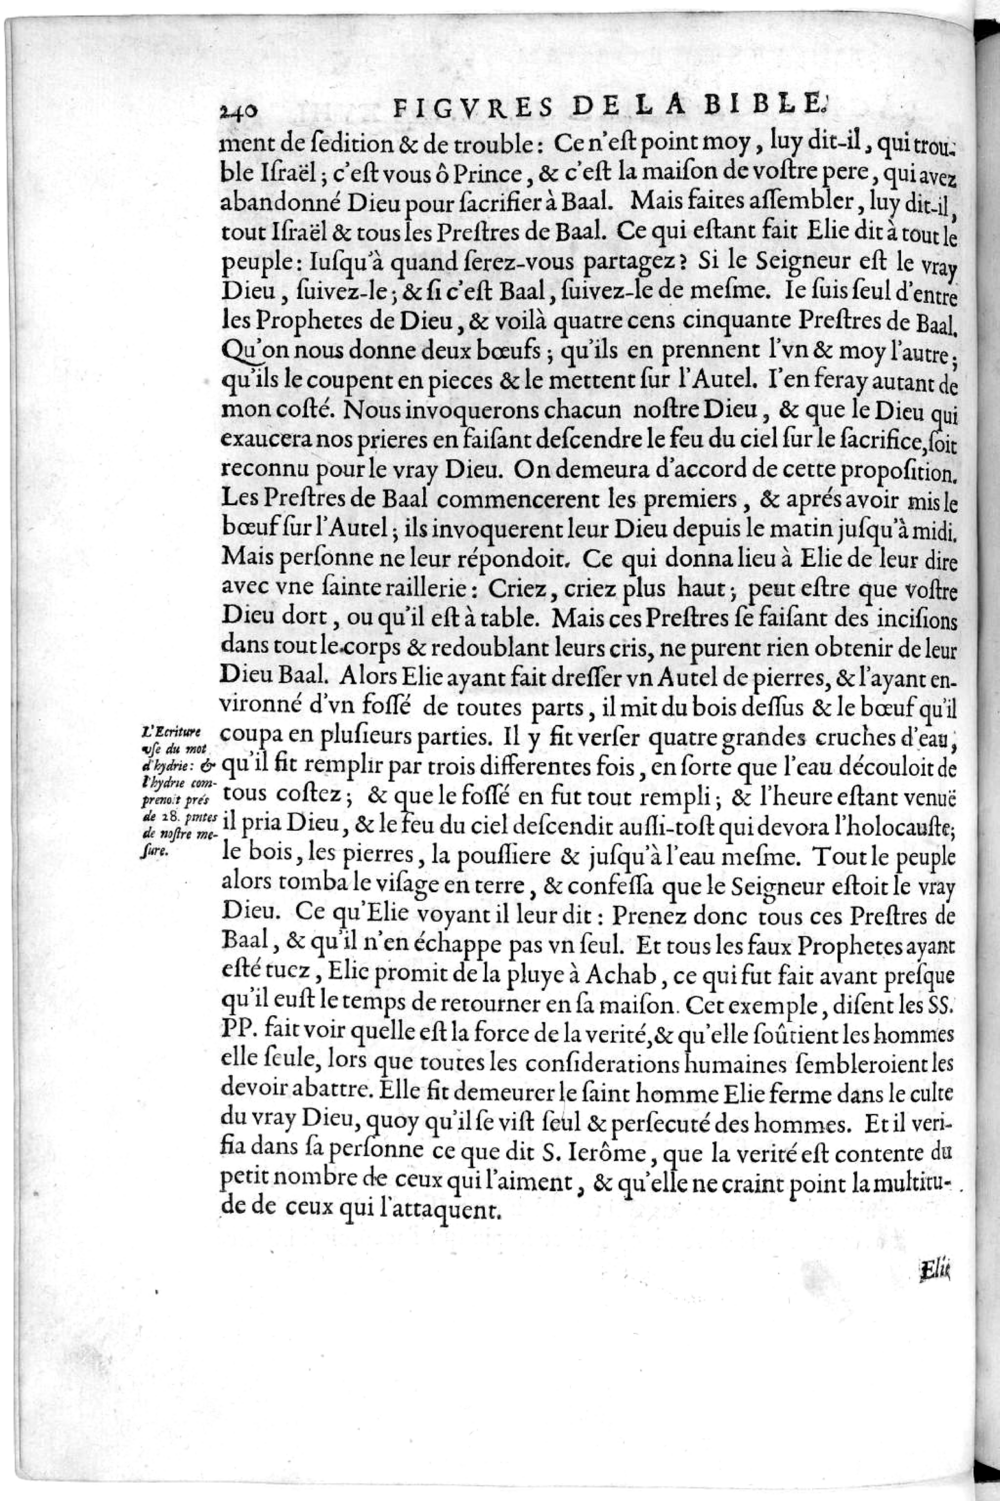 240 FIGVRES DE LA BIBLE.
ment de ſedition & de trouble : Ce n'eſt point moy, luy dit-il, qui trou-
ble Iſraël ; c'eſt vous ô Prince, & c'eſt la maiſon de voſtre pere, qui avez
abandonné Dieu pour ſacrifier à Baal. Mais faites aſſembler, luy dit-il,
tout Iſraël & tous les Preſtres de Baal. Ce qui eſtant fait Elie dit à tout le
peuple : Iuſqu'à quand ſerez-vous partagez ? Si le Seigneur eſt le vray
Dieu, ſuivez-le ; & ſi c'eſt Baal, ſuivez-le de meſme. Ie ſuis ſeul d'entre
les Prophetes de Dieu, & voilà quatre cens cinquante Preſtres de Baal.
Qu'on nous donne deux bœufs ; qu'ils en prennent l'vn & moy l'autre ;
qu'ils le coupent en pieces & le mettent ſur l'Autel. I'en feray autant de
mon coſté. Nous invoquerons chacun noſtre Dieu, & que le Dieu qui
exaucera nos prieres en faiſant deſcendre le feu du ciel ſur le ſacrifice, ſoit
reconnu pour le vray Dieu. On demeura d'accord de cette propoſition.
Les Preſtres de Baal commencerent les premiers, & aprés avoir mis le
bœuf ſur l'Autel ; ils invoquerent leur Dieu depuis le matin juſqu'à midi.
Mais perſonne ne leur répondoit. Ce qui donna lieu à Elie de leur dire
avec vne ſainte raillerie : Criez, criez plus haut ; peut eſtre que voſtre
Dieu dort, ou qu'il eſt à table. Mais ces Preſtres ſe faiſant des inciſions
dans tout le corps & redoublant leurs cris, ne purent rien obtenir de leur
Dieu Baal. Alors Elie ayant fait dreſſer vn Autel de pierres, & l'ayant en-
vironné d'vn foſſé de toutes parts, il mit du bois deſſus & le bœuf qu'il
coupa en pluſieurs parties. Il y fit verſer quatre grandes cruches d'eau,
qu'il fit remplir par trois differentes fois, en ſorte que l'eau découloit de
tous coſtez ; & que le foſſé en fut tout rempli ; & l'heure eſtant venuë
il pria Dieu, & le feu du ciel deſcendit auſſi-toſt qui devora l'holocauſte,
le bois, les pierres, la pouſſiere & juſqu'à l'eau meſme. Tout le peuple
alors tomba le viſage en terre, & confeſſa que le Seigneur eſtoit le vray
Dieu. Ce qu'Elie voyant il leur dit : Prenez donc tous ces Preſtres de
Baal, & qu'il n'en échappe pas vn ſeul. Et tous les faux Prophetes ayant
eſté tuez, Elie promit de la pluye à Achab, ce qui fut fait avant preſque
qu'il euſt le temps de retourner en ſa maiſon. Cet exemple, diſent les SS.
PP. fait voir quelle eſt la force de la verité, & qu'elle ſoûtient les hommes
elle ſeule, lors que toutes les conſiderations humaines ſembleroient les
devoir abattre. Elle fit demeurer le ſaint homme Elie ferme dans le culte
du vray Dieu, quoy qu'il ſe viſt ſeul & perſecuté des hommes. Et il veri-
fia dans ſa perſonne ce que dit S. Ierôme, que la verité eſt contente du
petit nombre de ceux qui l'aiment, & qu'elle ne craint point la multitu-
de de ceux qui l'attaquent.
L'Ecriture
vſe du mot
d'hydrie : &
l'hydrie com-
prenoit prés
de 28. pintes
de noſtre me-
ſure.
Elie